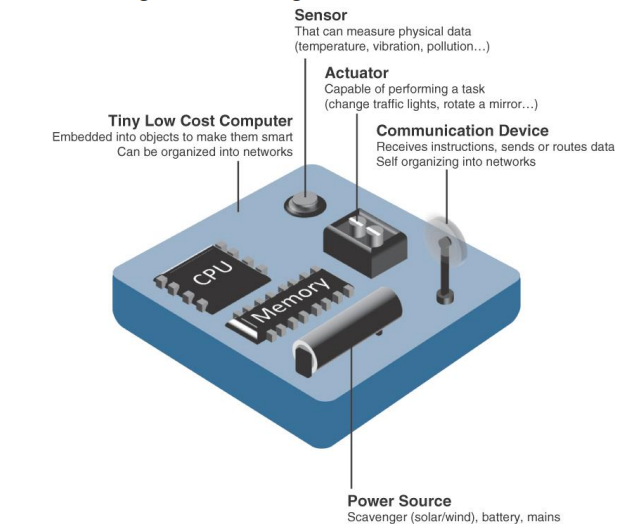 Sensor
That can measure physical data
(temperature, vibration, pollution…)
Actuator
Capable of performing a task
(change traffic lights, rotate a mirror…)
Tiny Low Cost Computer
Embedded into objects to make them smart
Can be organized into networks
Communication Device
Receives instructions, sends or routes data
Self organizing into networks
CPU
Memory
Power Source
Scavenger (solar/wind), battery, mains